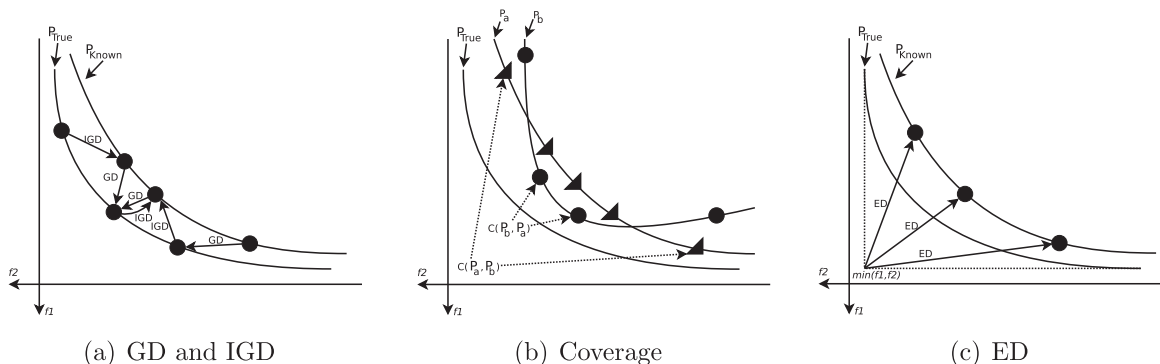 P_True
P_Known
IGD
GD
GD
IGD
IGD
GD
f2
f1
(a) GD and IGD
P_True
P_a
P_b
C(P_b, P_a)
C(P_a, P_b)
f2
f1
(b) Coverage
P_True
P_Known
ED
ED
ED
min(f1,f2)
f2
f1
(c) ED